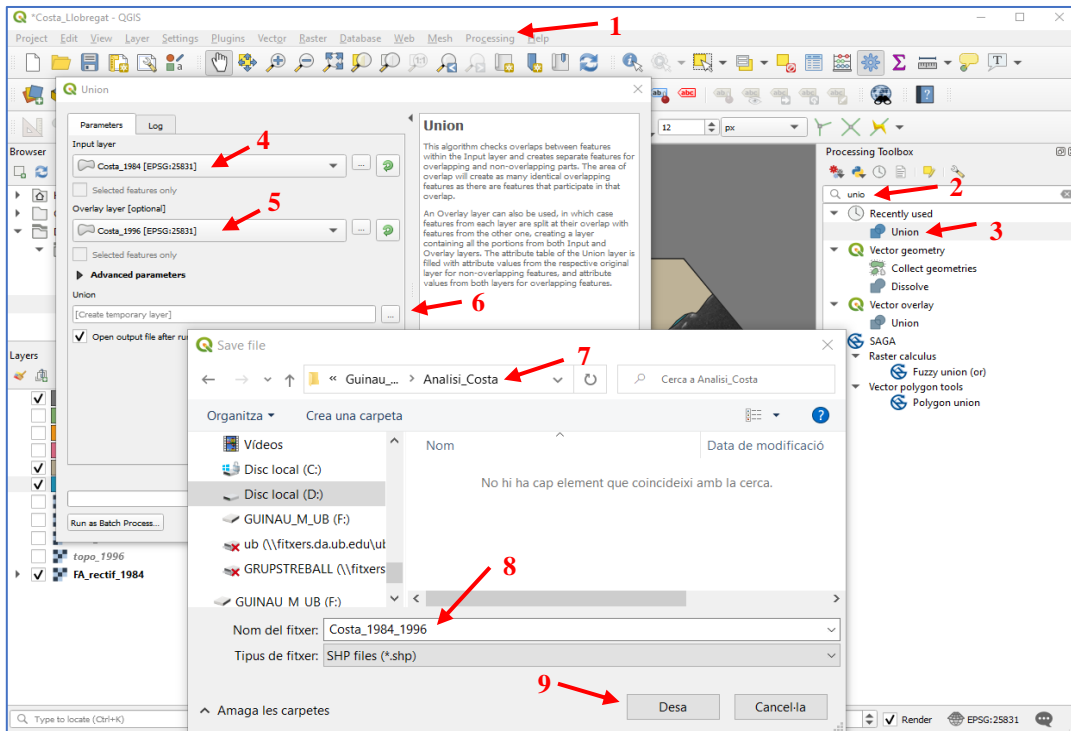 *Costa_Llobregat - QGIS
Project Edit View Layer Settings Plugins Vector Raster Database Web Mesh Processing Help
1
12 px
Union
Parameters Log
Input layer
4
Costa_1984 [EPSG:25831]
...
Selected features only
Overlay layer [optional]
5
Costa_1996 [EPSG:25831]
...
Selected features only
Advanced parameters
Union
6
[Create temporary layer]
...
Open output file after ru
Run as Batch Process...
Union
This algorithm checks overlaps between features
within the Input layer and creates separate features for
overlapping and non-overlapping parts. The area of
overlap will create as many identical overlapping
features as there are features that participate in that
overlap.
An Overlay layer can also be used, in which case
features from each layer are split at their overlap with
features from the other one, creating a layer
containing all the portions from both Input and
Overlay layers. The attribute table of the Union layer is
filled with attribute values from the respective original
layer for non-overlapping features, and attribute
values from both layers for overlapping features.
Browser
Processing Toolbox
unio
2
Recently used
Union
3
Vector geometry
Collect geometries
Dissolve
Vector overlay
Union
SAGA
Raster calculus
Fuzzy union (or)
Vector polygon tools
Polygon union
Layers
topo_1996
FA_rectif_1984
Save file
7
« Guinau_... > Analisi_Costa
Cerca a Analisi_Costa
Organitza Crea una carpeta
Vídeos
Disc local (C:)
Disc local (D:)
GUINAU_M_UB (F:)
ub (\\fitxers.da.ub.edu\ub
GRUPSTREBALL (\\fitxers
GUINAU_M_UB (F:)
Nom Data de modificació
No hi ha cap element que coincideixi amb la cerca.
8
Nom del fitxer: Costa_1984_1996
Tipus de fitxer: SHP files (*.shp)
9
Amaga les carpetes
Desa Cancel·la
Type to locate (Ctrl+K)
Render EPSG:25831